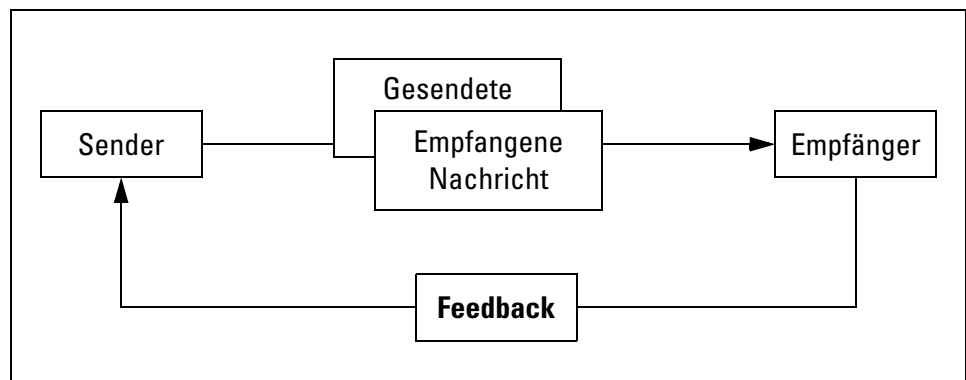 Gesendete
Sender
Empfangene
Nachricht
Empfänger
Feedback